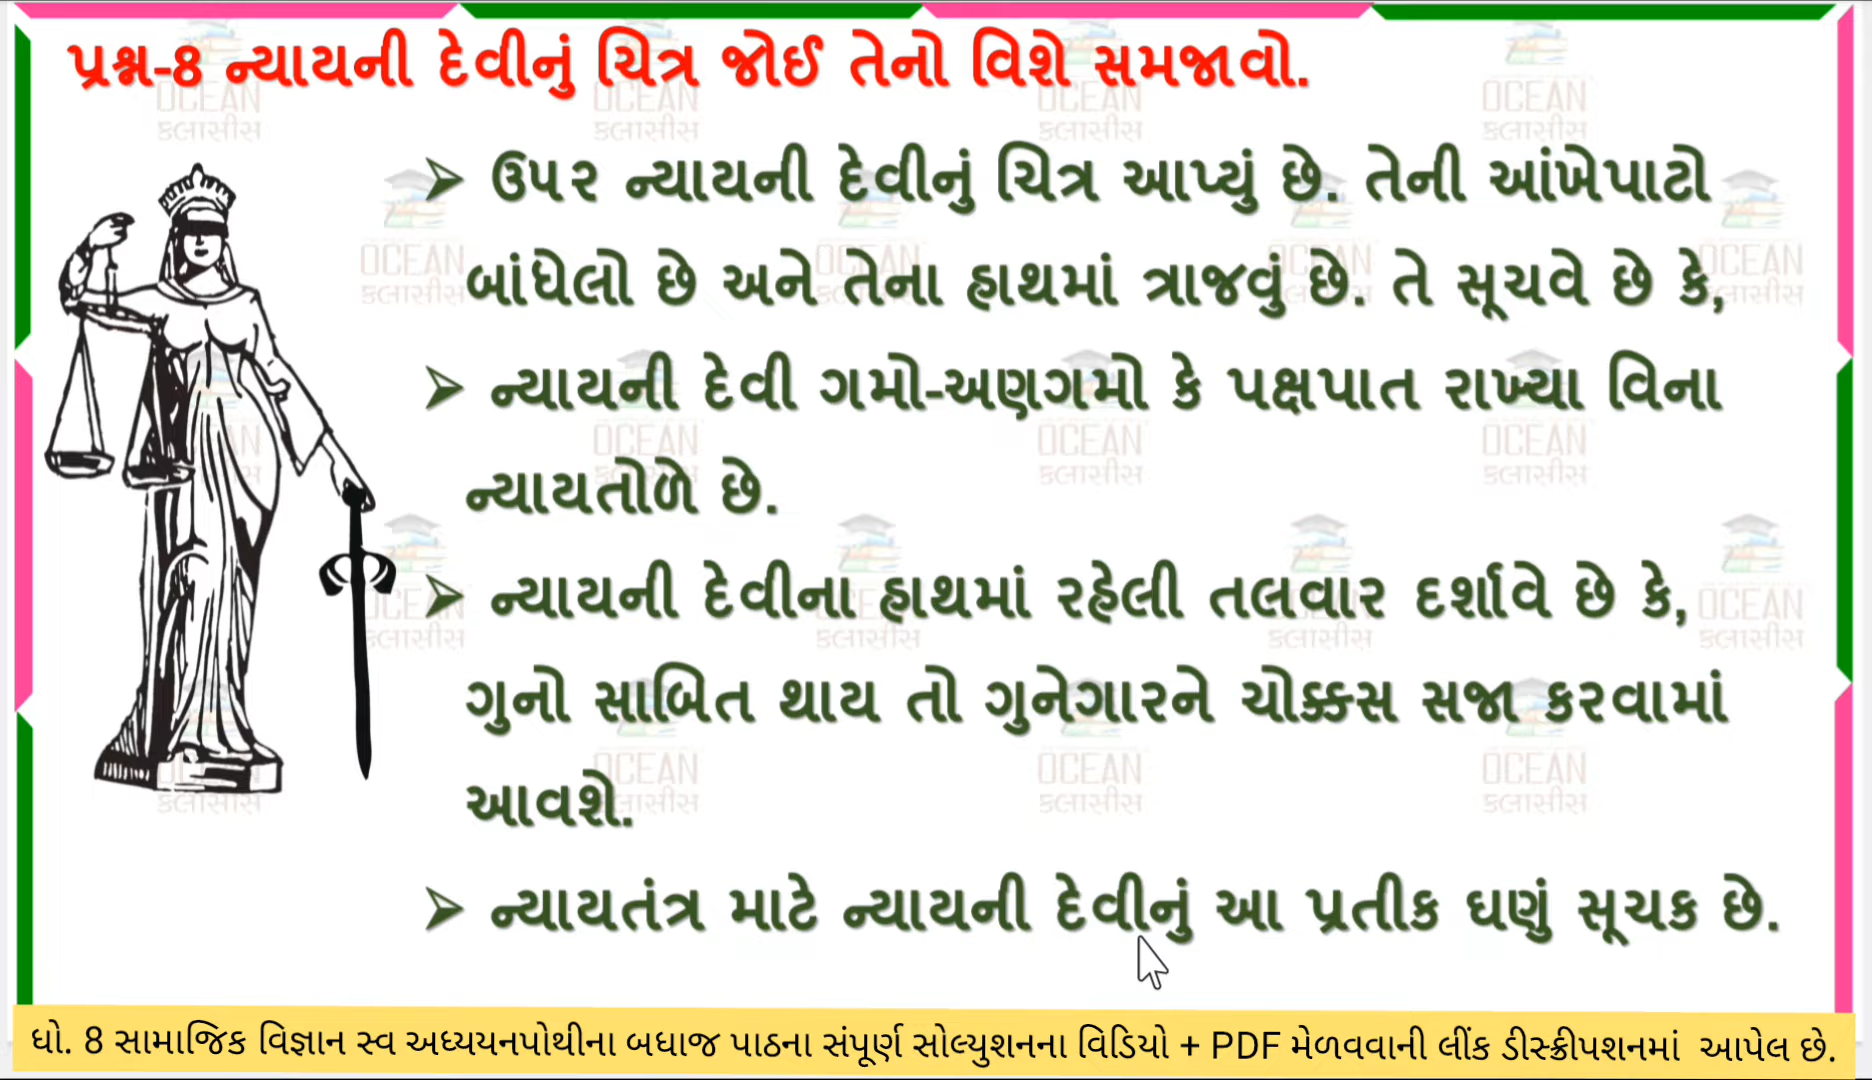 પ્રશ્ન-8 ન્યાયની દેવીનું ચિત્ર જોઈ તેનો વિશે સમજાવો.
➢ ઉપર ન્યાયની દેવીનું ચિત્ર આપ્યું છે. તેની આંખેપાટો
બાંધેલો છે અને તેના હાથમાં ત્રાજવું છે. તે સૂચવે છે કે,
➢ ન્યાયની દેવી ગમો-અણગમો કે પક્ષપાત રાખ્યા વિના
ન્યાયતોળે છે.
➢ ન્યાયની દેવીના હાથમાં રહેલી તલવાર દર્શાવે છે કે,
ગુનો સાબિત થાય તો ગુનેગારને ચોક્કસ સજા કરવામાં
આવશે.
➢ ન્યાયતંત્ર માટે ન્યાયની દેવીનું આ પ્રતીક ઘણું સૂચક છે.
ધો. 8 સામાજિક વિજ્ઞાન સ્વ અધ્યયનપોથીના બધાજ પાઠના સંપૂર્ણ સોલ્યુશનના વિડિયો + PDF મેળવવાની લીંક ડીસ્ક્રીપશનમાં આપેલ છે.
OCEAN
કલાસીસ